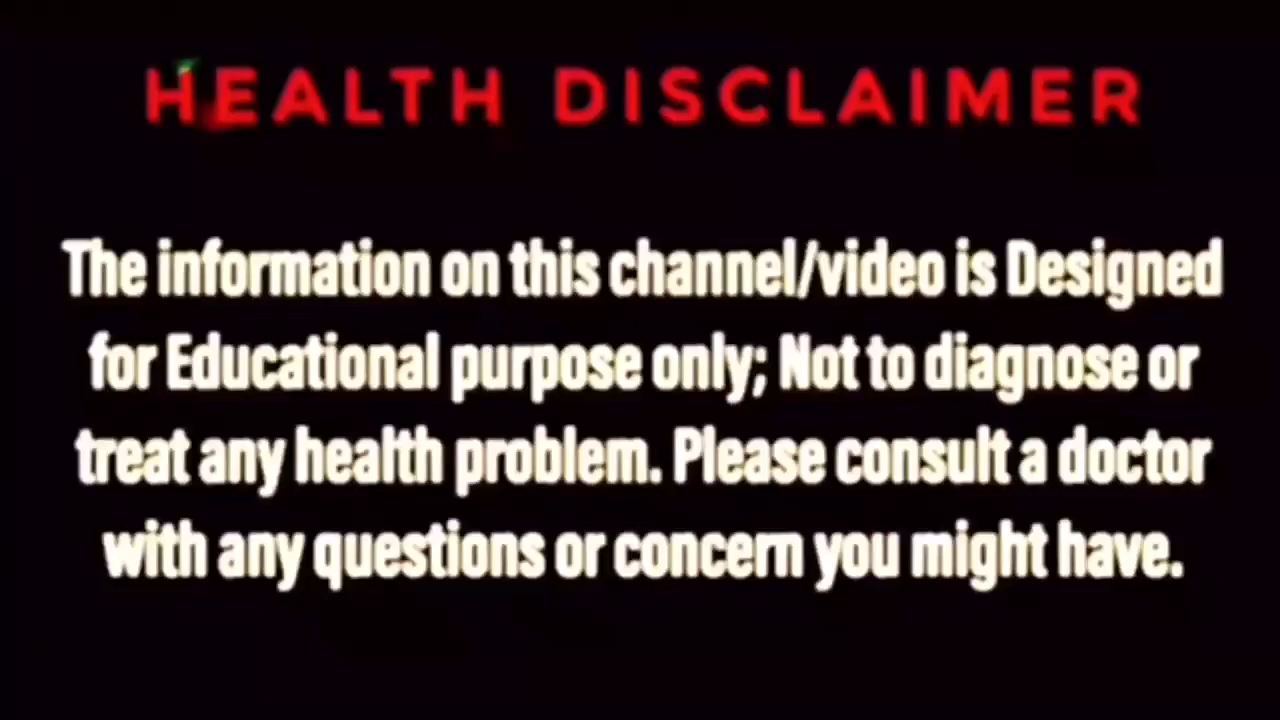 HEALTH DISCLAIMER
The information on this channel/video is Designed
for Educational purpose only; Not to diagnose or
treat any health problem. Please consult a doctor
with any questions or concern you might have.